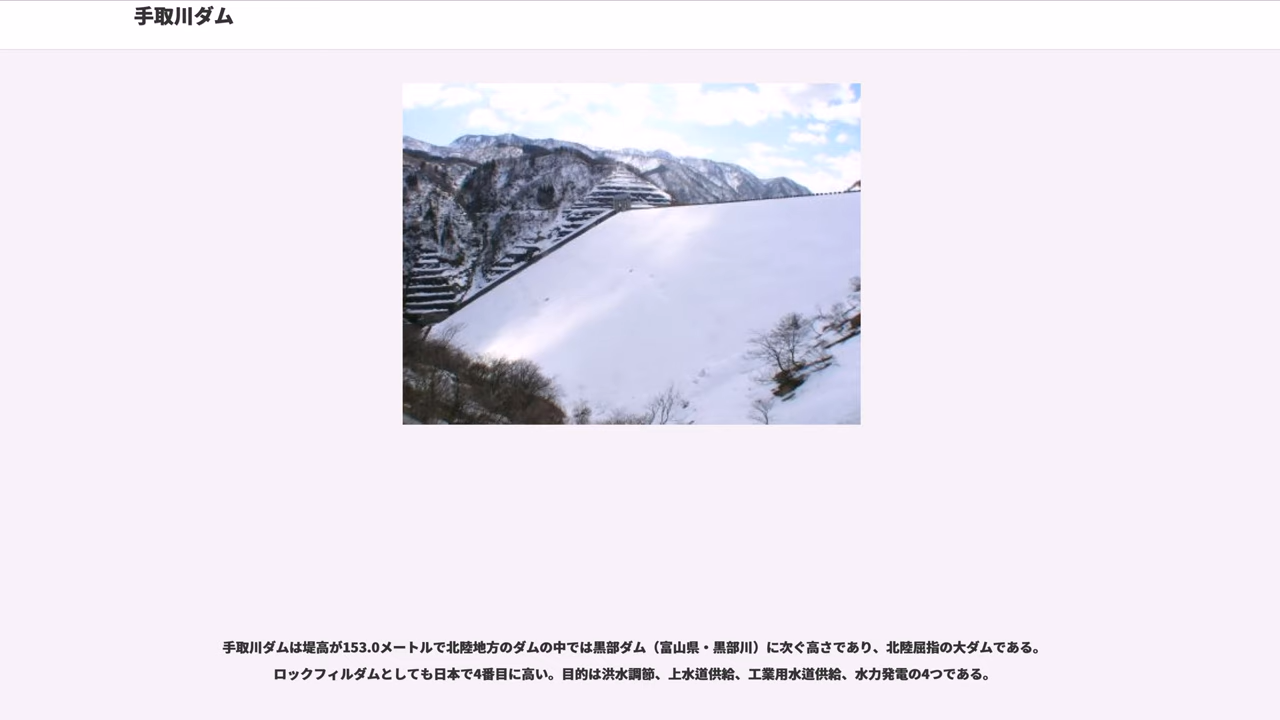 手取川ダム
手取川ダムは堤高が153.0メートルで北陸地方のダムの中では黒部ダム（富山県・黒部川）に次ぐ高さであり、北陸屈指の大ダムである。
ロックフィルダムとしても日本で4番目に高い。目的は洪水調節、上水道供給、工業用水道供給、水力発電の4つである。